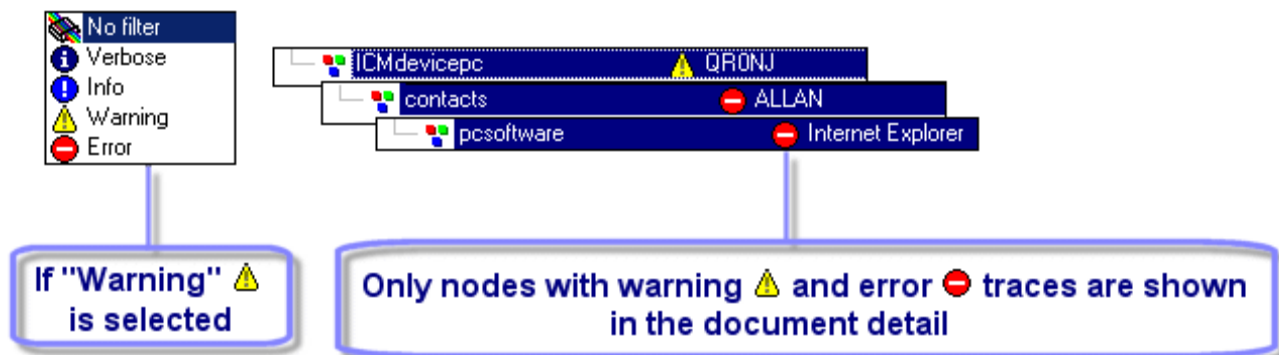 No filter
Verbose
Info
Warning
Error
ICMdevicepc QR0NJ
contacts ALLAN
pcsoftware Internet Explorer
If "Warning"
is selected
Only nodes with warning and error traces are shown
in the document detail